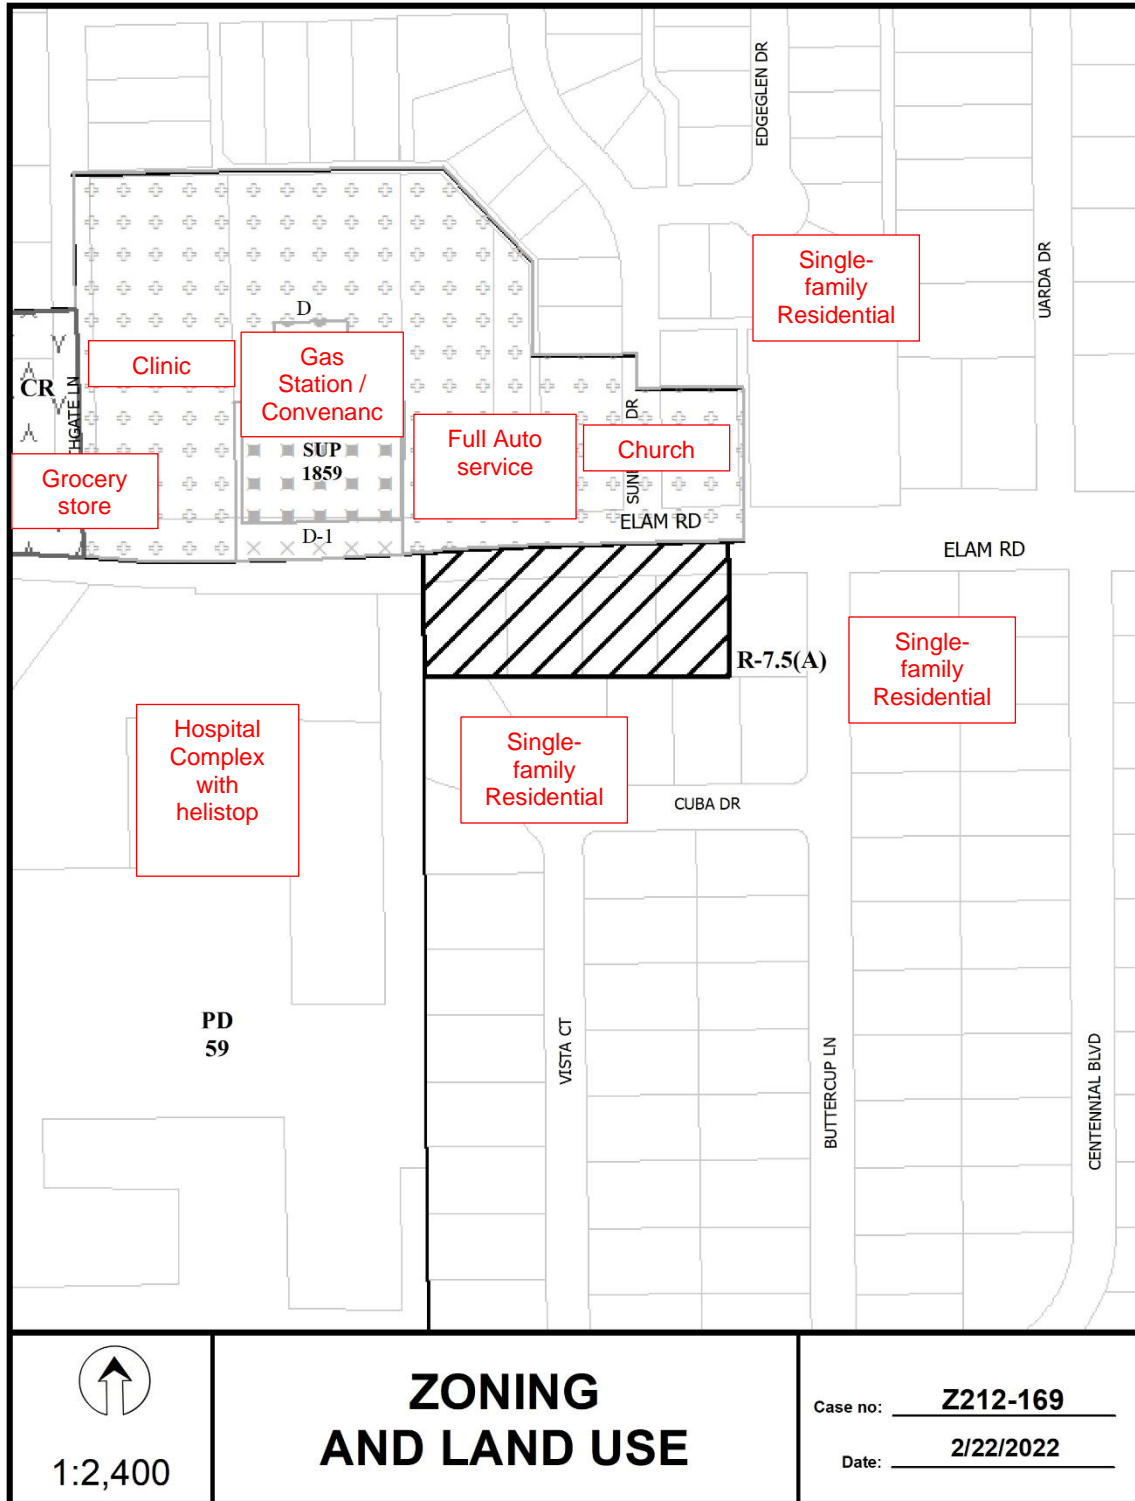 EDGEGLEN DR
UARDA DR
Single-
family
Residential
D
Clinic
Gas
Station /
Convenanc
CR
THGATE LN
SUP
1859
Full Auto
service
Church
DR
Grocery
store
D-1
ELAM RD
ELAM RD
R-7.5(A)
Single-
family
Residential
Hospital
Complex
with
helistop
Single-
family
Residential
CUBA DR
PD
59
VISTA CT
BUTTERCUP LN
CENTENNIAL BLVD
1:2,400
ZONING
AND LAND USE
Case no: Z212-169
Date: 2/22/2022